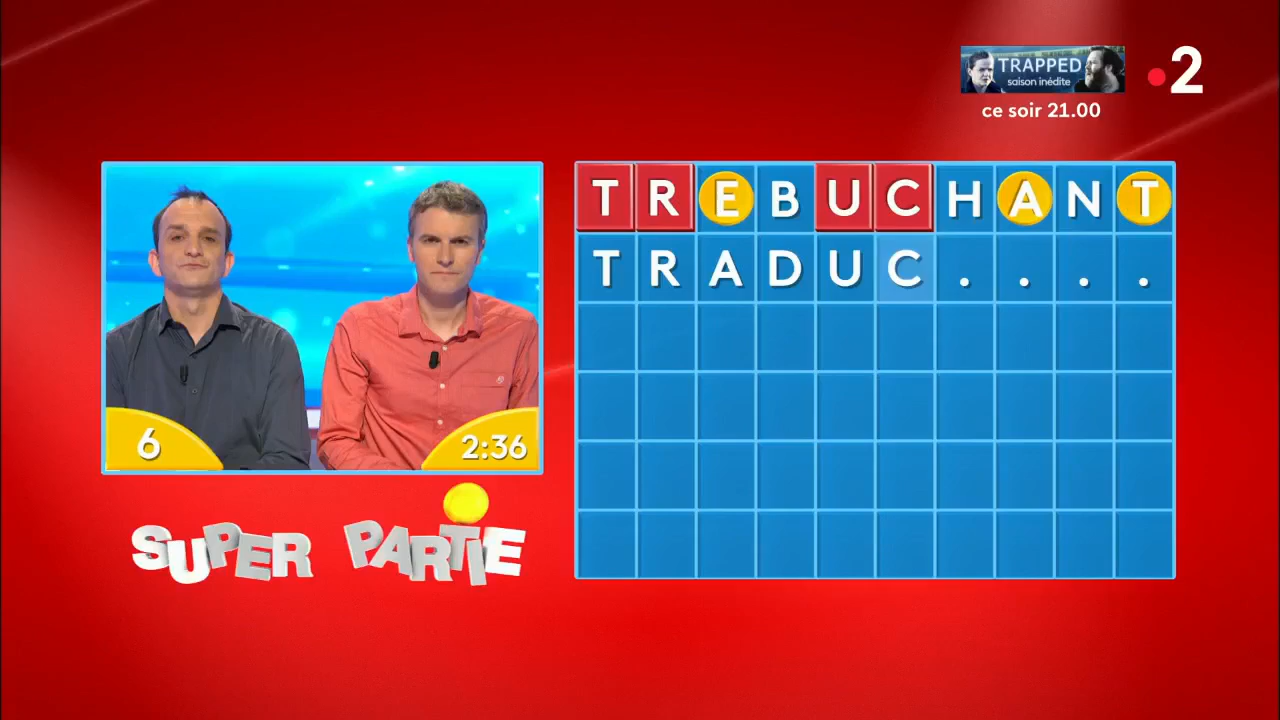 TRAPPED
saison inédite
2
ce soir 21.00
TREBUCHANT
TRADUC....
6
2:36
SUPER PARTIE